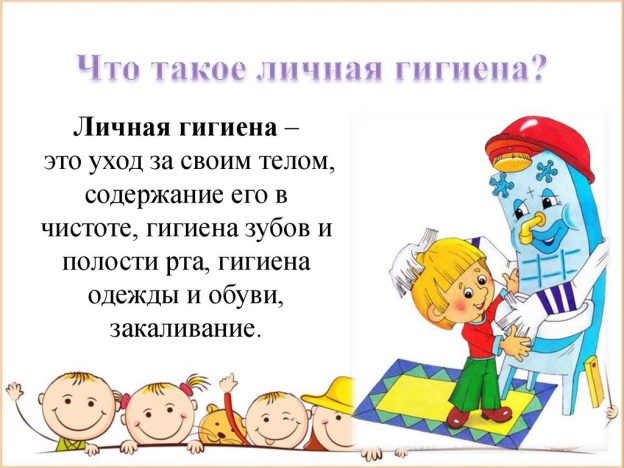 Что такое личная гигиена?
Личная гигиена –
это уход за своим телом,
содержание его в
чистоте, гигиена зубов и
полости рта, гигиена
одежды и обуви,
закаливание.